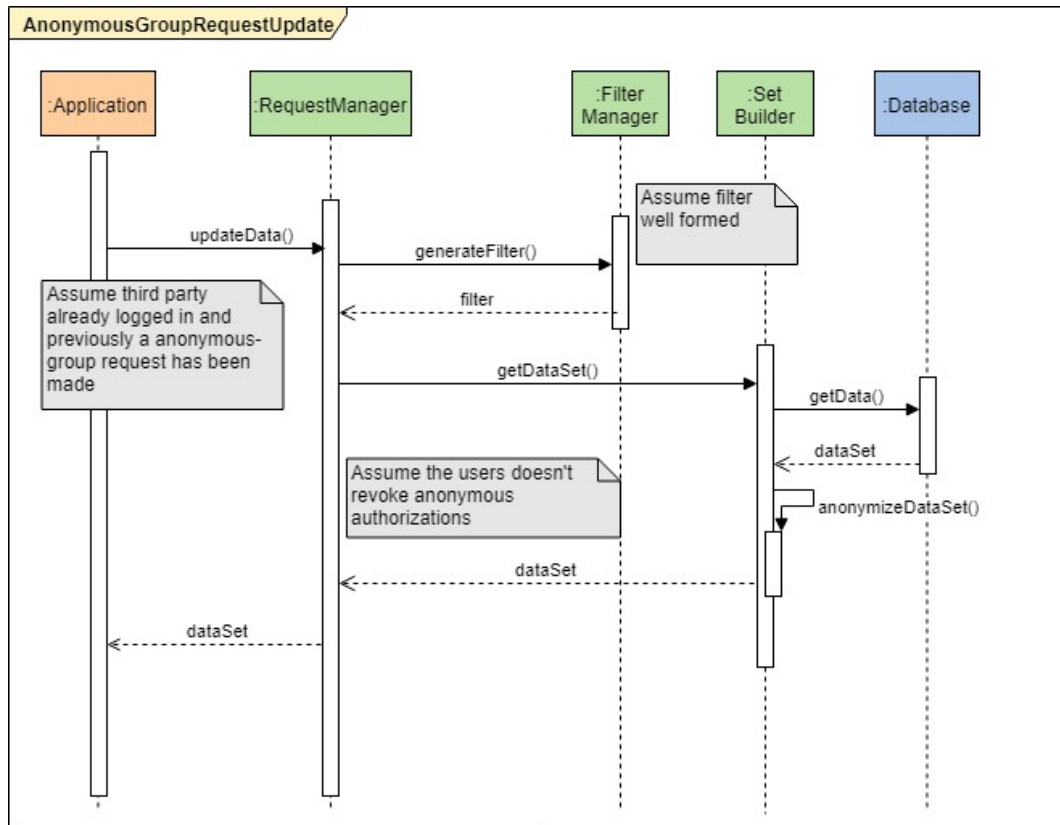 AnonymousGroupRequestUpdate
:Application
:RequestManager
:Filter
Manager
:Set
Builder
:Database
Assume filter
well formed
updateData()
generateFilter()
Assume third party
already logged in and
previously a anonymous-
group request has been
made
filter
getDataSet()
getData()
dataSet
Assume the users doesn't
revoke anonymous
authorizations
anonymizeDataSet()
dataSet
dataSet